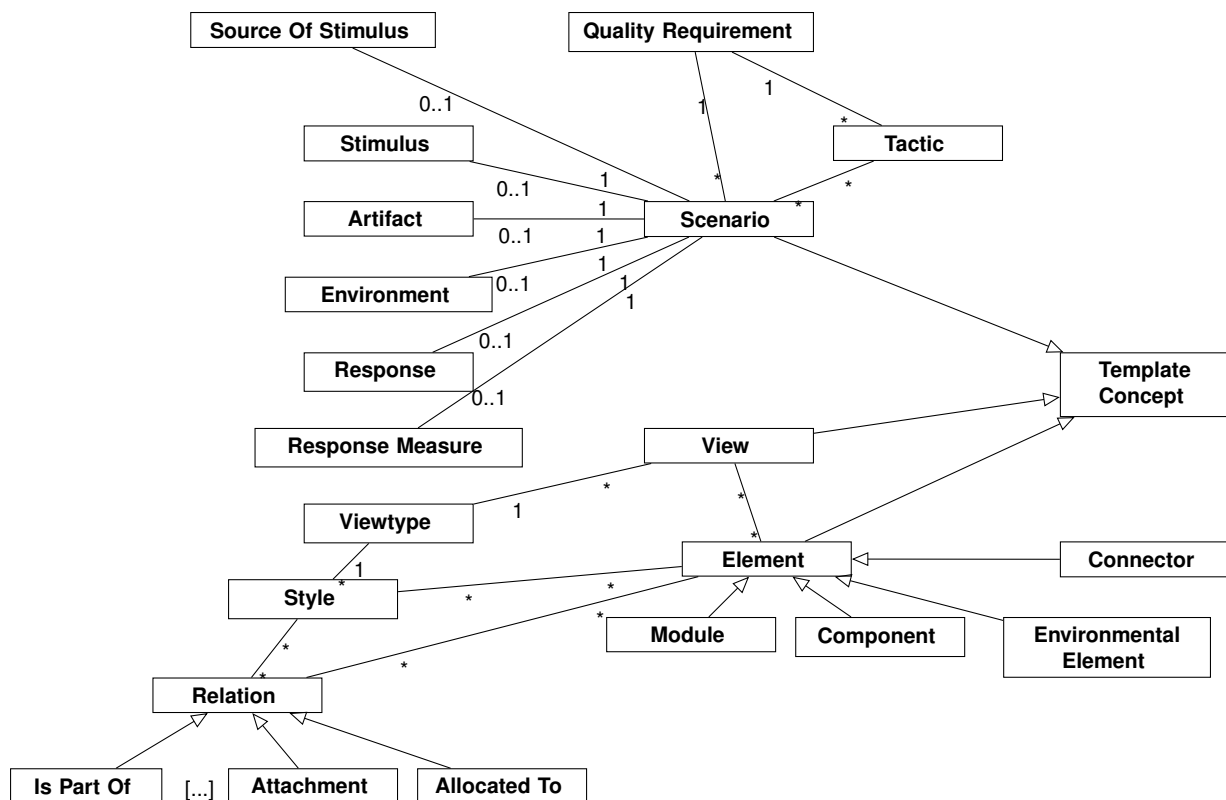 Source Of Stimulus
Quality Requirement
0..1
1
1
*
Stimulus
Tactic
0..1
1
*
*
Artifact
Scenario
*
0..1
1
Environment
0..1
1
1
1
1
Response
0..1
Template
Concept
Response Measure
0..1
View
*
*
Viewtype
1
*
Element
Connector
1
*
Style
*
*
*
Module
Component
Environmental
Element
*
*
*
Relation
Is Part Of
[...]
Attachment
Allocated To